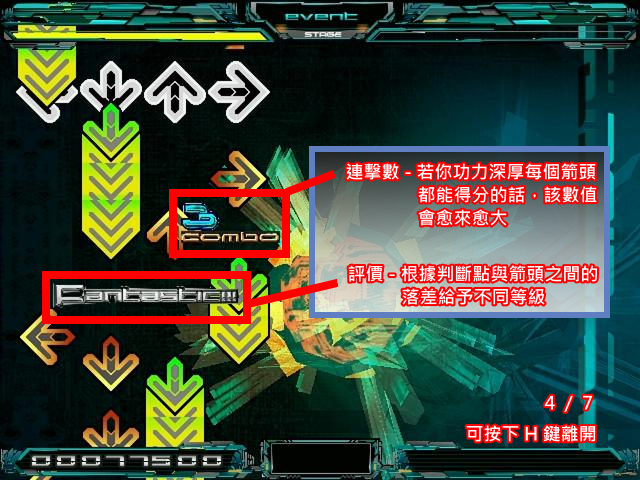 event
STAGE
連擊數 - 若你功力深厚每個箭頭
都能得分的話，該數值
會愈來愈大
3
combo
評價 - 根據判斷點與箭頭之間的
落差給予不同等級
Fantastic!!!
4 / 7
可按下 H 鍵離開
00077500